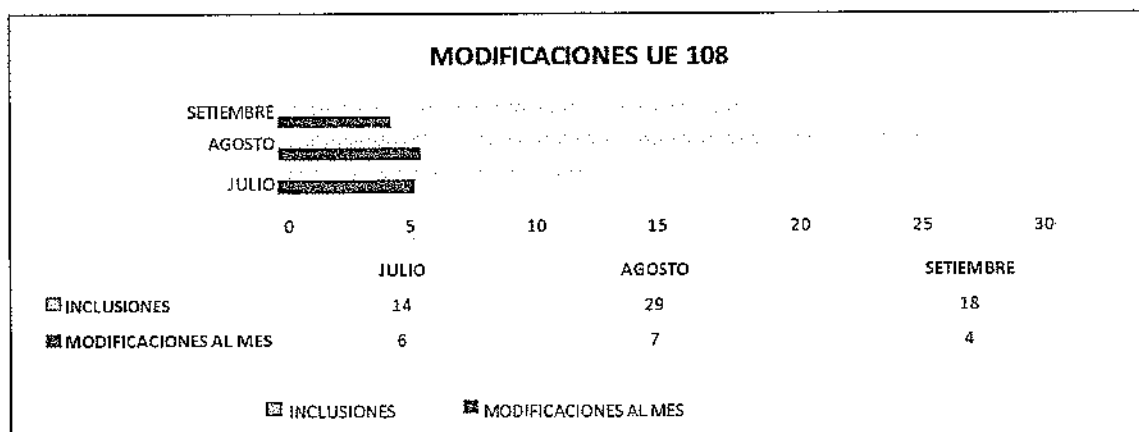 MODIFICACIONES UE 108
SETIEMBRE
AGOSTO
JULIO
0 5 10 15 20 25 30
JULIO AGOSTO SETIEMBRE
INCLUSIONES 14 29 18
MODIFICACIONES AL MES 6 7 4
INCLUSIONES MODIFICACIONES AL MES